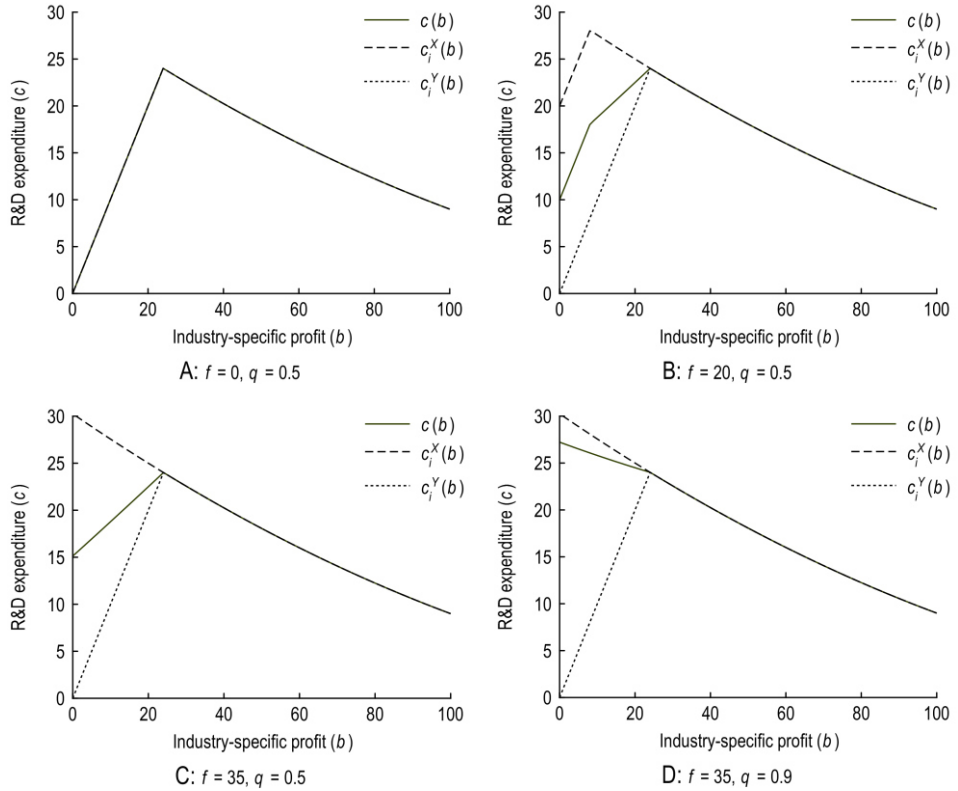 30
25
20
15
10
5
0
R&D expenditure (c)
c(b)
c_i^X(b)
c_i^Y(b)
0 20 40 60 80 100
Industry-specific profit (b)
A: f = 0, q = 0.5
30
25
20
15
10
5
0
R&D expenditure (c)
c(b)
c_i^X(b)
c_i^Y(b)
0 20 40 60 80 100
Industry-specific profit (b)
B: f = 20, q = 0.5
30
25
20
15
10
5
0
R&D expenditure (c)
c(b)
c_i^X(b)
c_i^Y(b)
0 20 40 60 80 100
Industry-specific profit (b)
C: f = 35, q = 0.5
30
25
20
15
10
5
0
R&D expenditure (c)
c(b)
c_i^X(b)
c_i^Y(b)
0 20 40 60 80 100
Industry-specific profit (b)
D: f = 35, q = 0.9